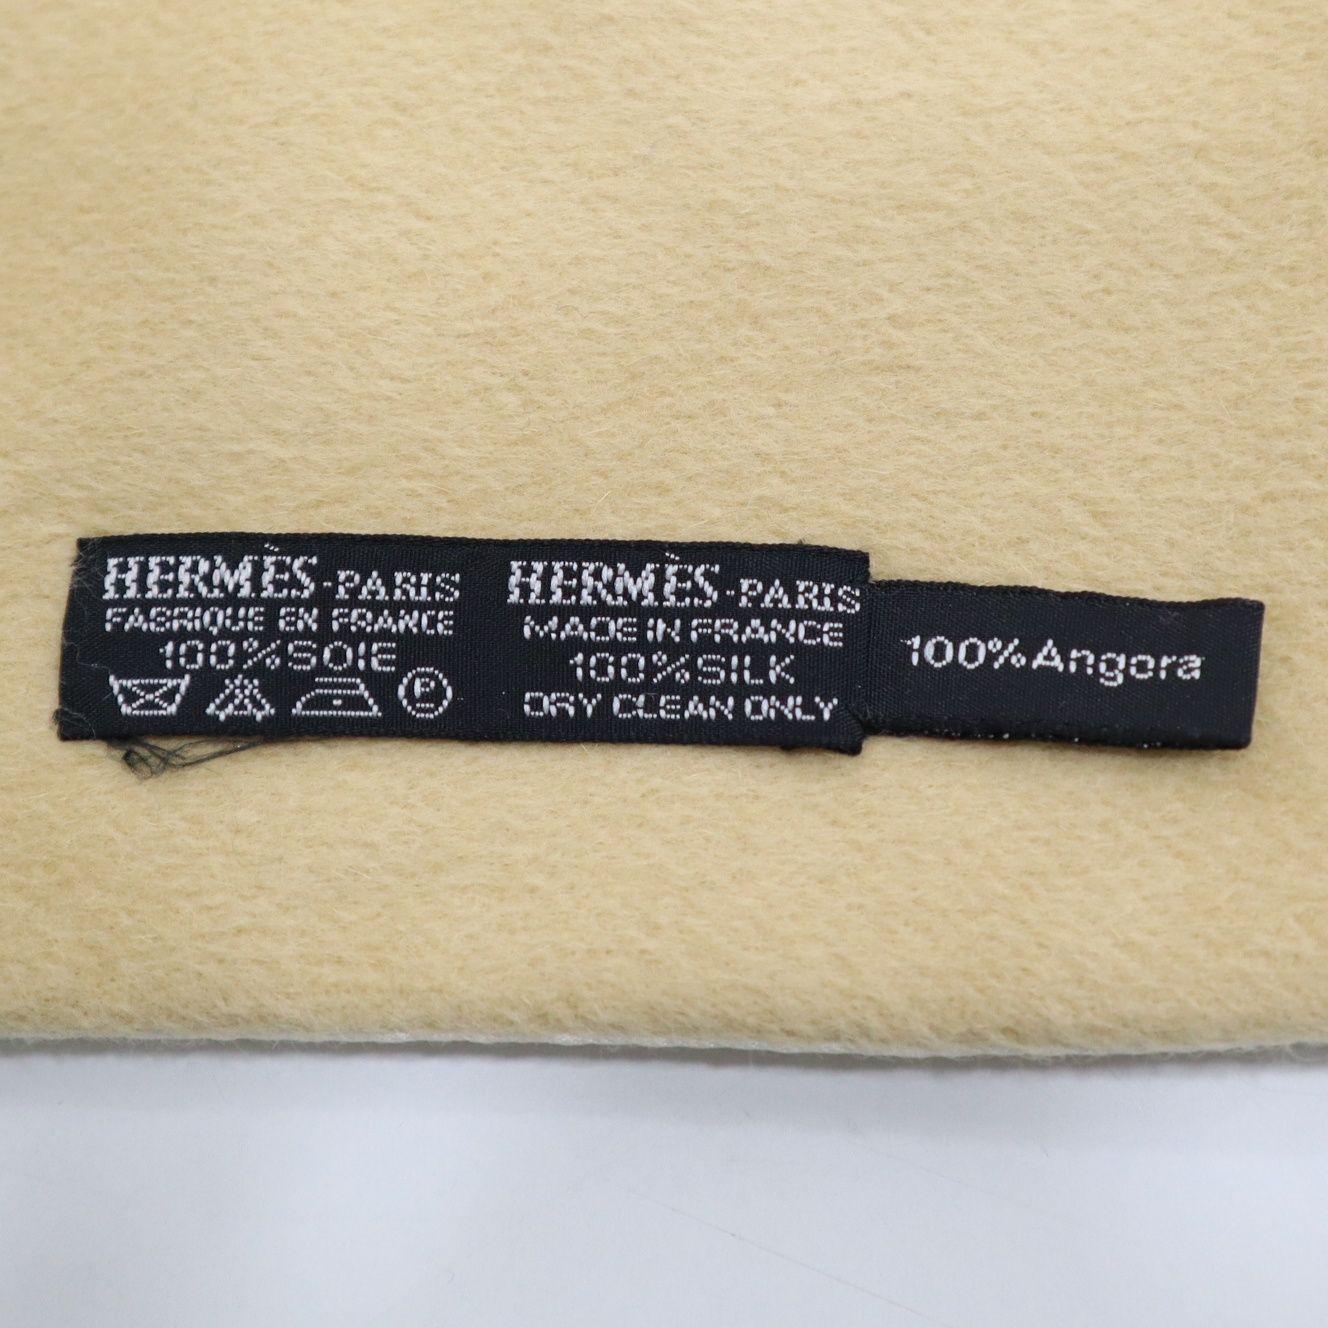 HERMÈS-PARIS
FABRIQUE EN FRANCE
100%SOIE
P
HERMÈS-PARIS
MADE IN FRANCE
100%SILK
DRY CLEAN ONLY
100%Angora